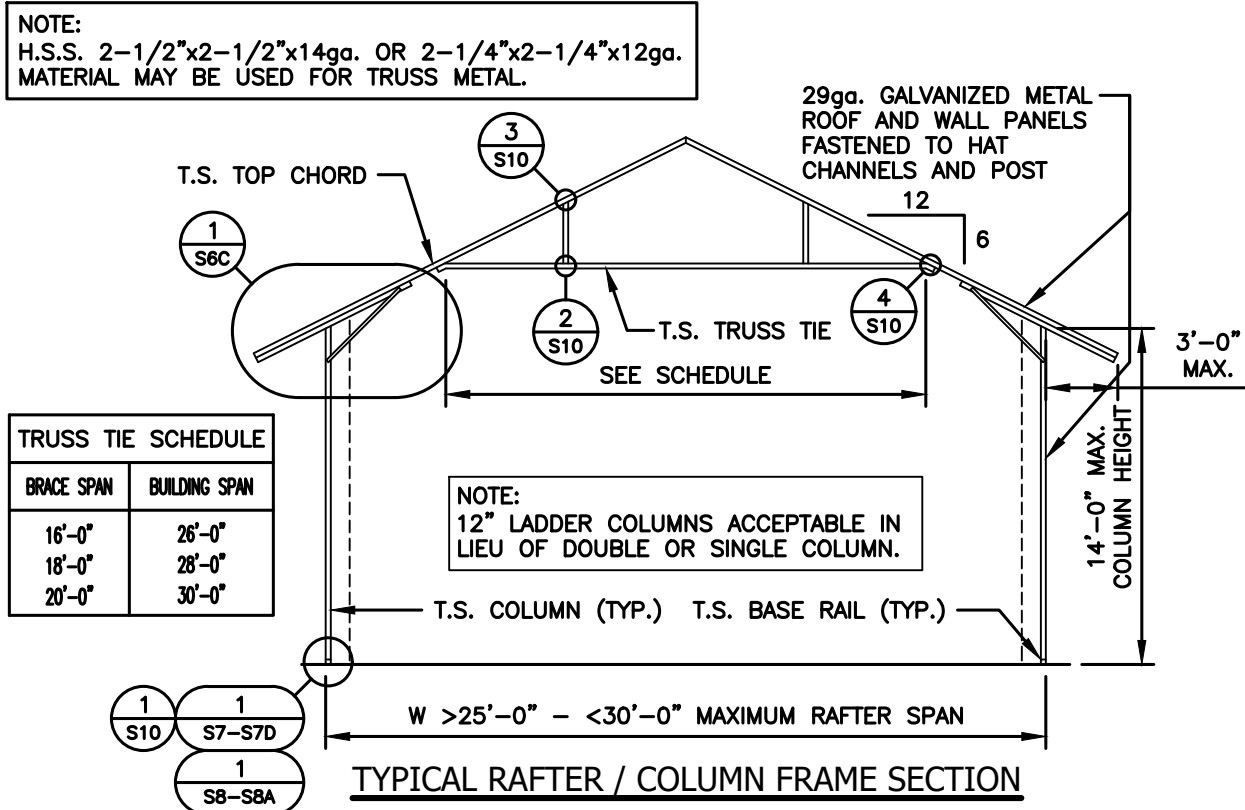 NOTE:
H.S.S. 2-1/2"x2-1/2"x14ga. OR 2-1/4"x2-1/4"x12ga.
MATERIAL MAY BE USED FOR TRUSS METAL.
29ga. GALVANIZED METAL
ROOF AND WALL PANELS
FASTENED TO HAT
CHANNELS AND POST
3
S10
T.S. TOP CHORD
12
6
1
S6C
2
S10
T.S. TRUSS TIE
4
S10
SEE SCHEDULE
3'-0"
MAX.
14'-0" MAX.
COLUMN HEIGHT
TRUSS TIE SCHEDULE
BRACE SPAN BUILDING SPAN
16'-0" 26'-0"
18'-0" 28'-0"
20'-0" 30'-0"
NOTE:
12" LADDER COLUMNS ACCEPTABLE IN
LIEU OF DOUBLE OR SINGLE COLUMN.
T.S. COLUMN (TYP.) T.S. BASE RAIL (TYP.)
1
S10
1
S7-S7D
1
S8-S8A
W >25'-0" - <30'-0" MAXIMUM RAFTER SPAN
TYPICAL RAFTER / COLUMN FRAME SECTION